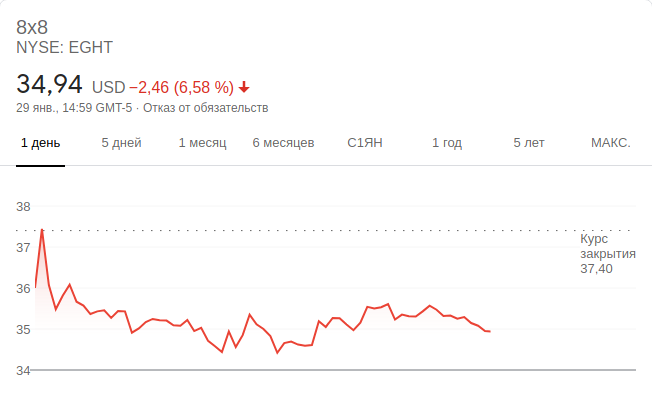 8x8
NYSE: EGHT
34,94 USD −2,46 (6,58 %) ↓
29 янв., 14:59 GMT-5 · Отказ от обязательств
1 день 5 дней 1 месяц 6 месяцев С1ЯН 1 год 5 лет МАКС.
38
37
36
35
34
Курс
закрытия
37,40